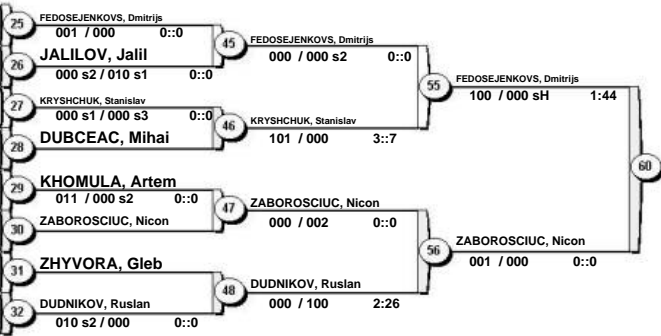 25
FEDOSEJENKOVS, Dmitrijs
001 / 000 0::0
26
JALILOV, Jalil
000 s2 / 010 s1 0::0
27
KRYSHCHUK, Stanislav
000 s1 / 000 s3 0::0
28
DUBCEAC, Mihai
29
KHOMULA, Artem
011 / 000 s2 0::0
30
ZABOROSCIUC, Nicon
31
ZHYVORA, Gleb
32
DUDNIKOV, Ruslan
010 s2 / 000 0::0
45
FEDOSEJENKOVS, Dmitrijs
000 / 000 s2 0::0
46
KRYSHCHUK, Stanislav
101 / 000 3::7
47
ZABOROSCIUC, Nicon
000 / 002 0::0
48
DUDNIKOV, Ruslan
000 / 100 2:26
55
FEDOSEJENKOVS, Dmitrijs
100 / 000 sH 1:44
56
ZABOROSCIUC, Nicon
001 / 000 0::0
60